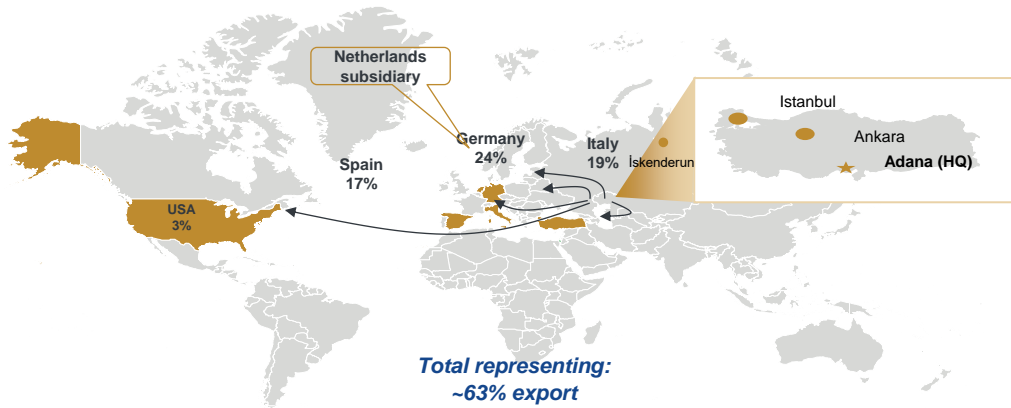 Netherlands
subsidiary
Istanbul
Germany
24%
Italy
19%
Ankara
Spain
17%
İskenderun
Adana (HQ)
USA
3%
Total representing:
~63% export